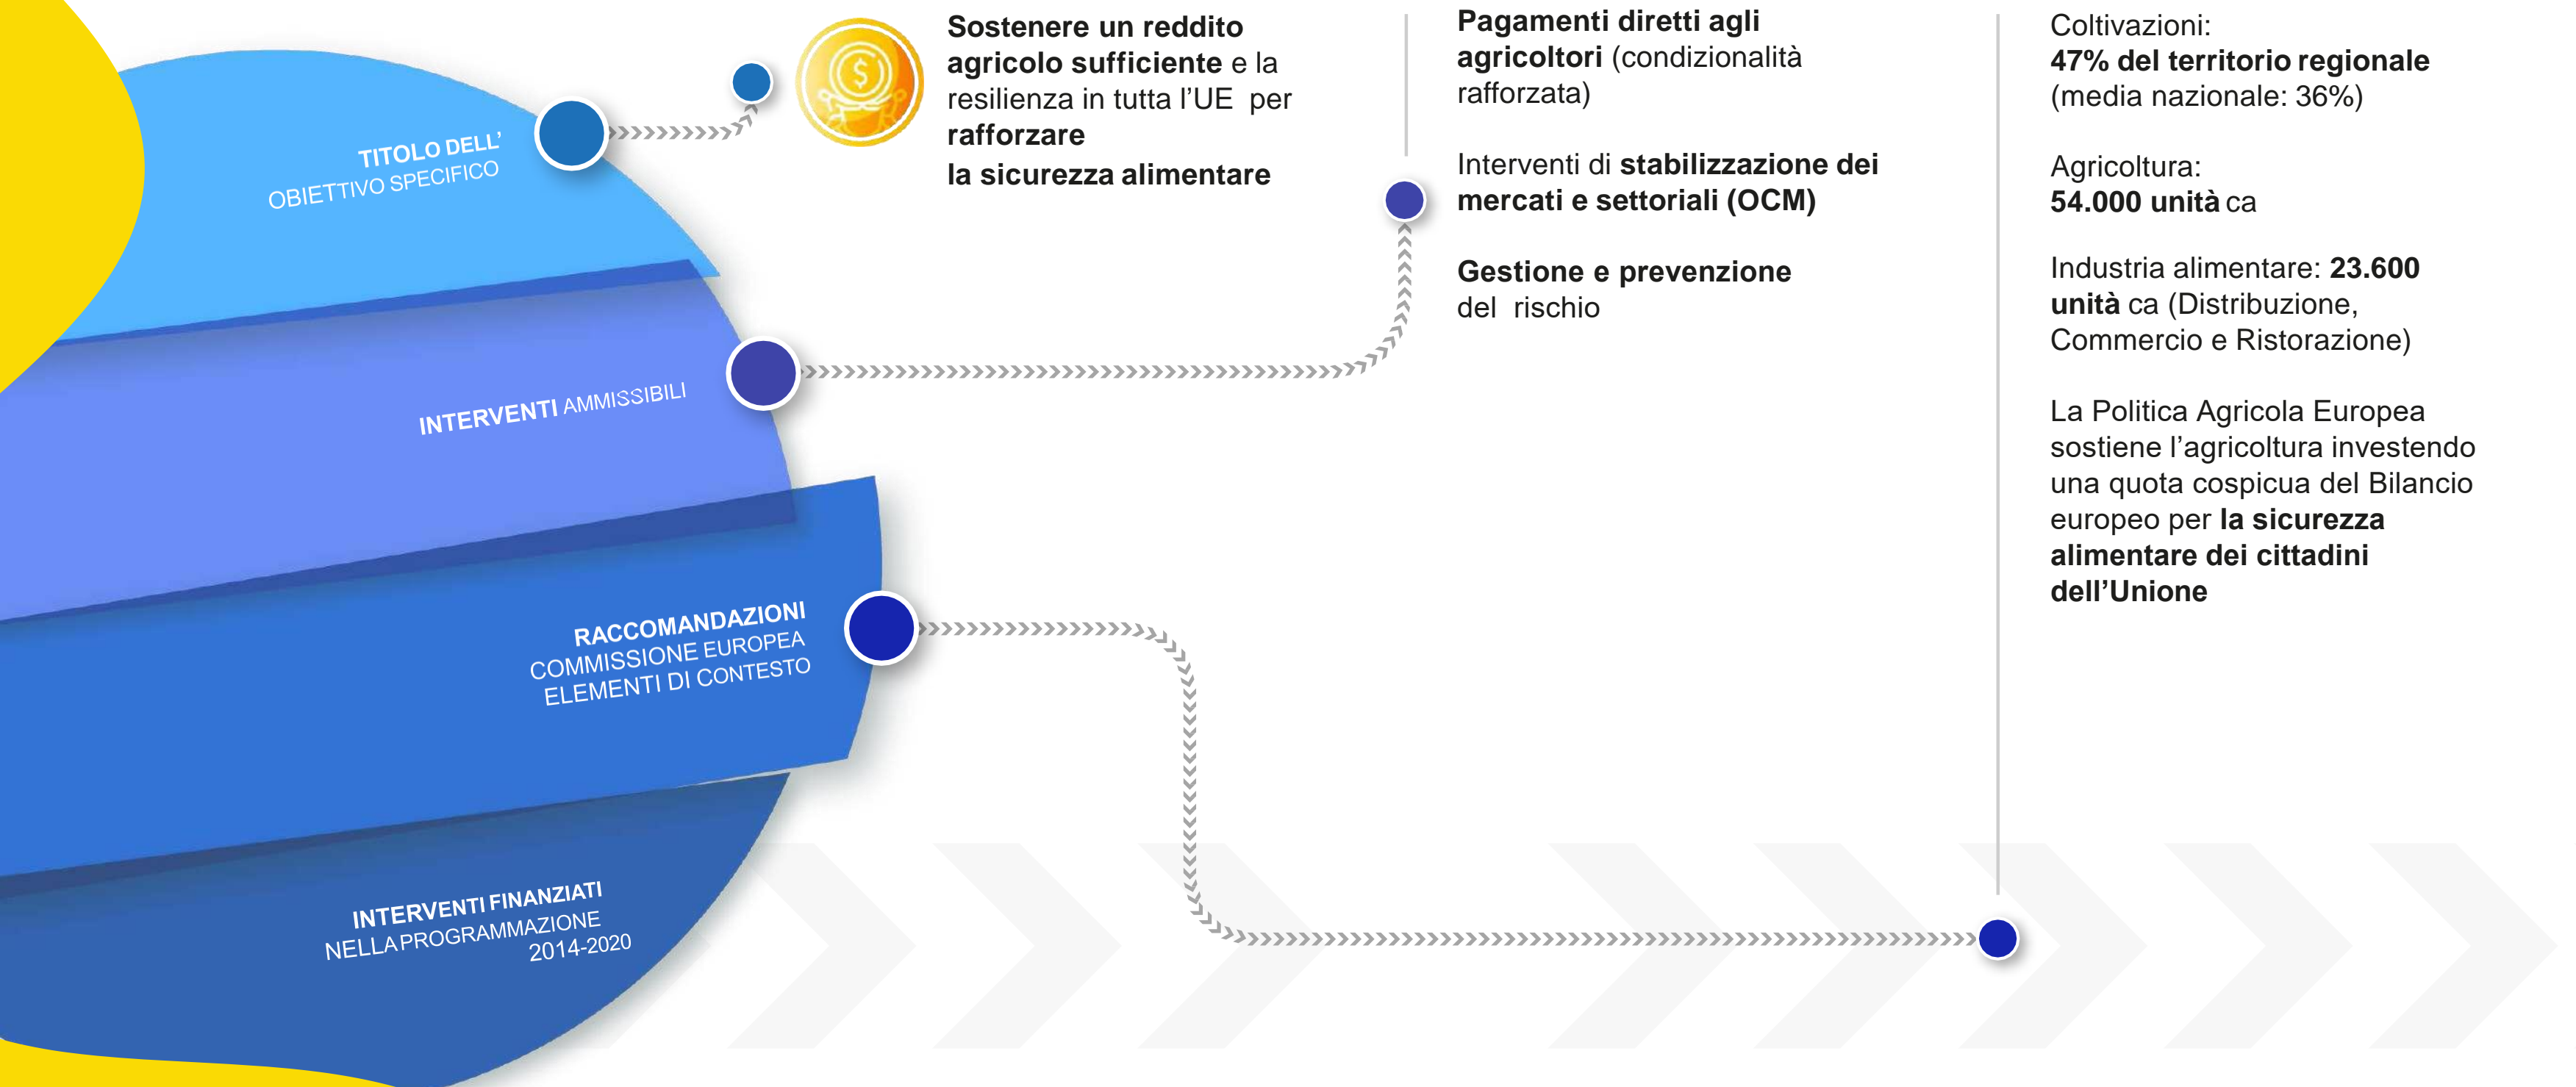 TITOLO DELL'
OBIETTIVO SPECIFICO
Sostenere un reddito
agricolo sufficiente e la
resilienza in tutta l’UE per
rafforzare
la sicurezza alimentare
INTERVENTI AMMISSIBILI
Pagamenti diretti agli
agricoltori (condizionalità
rafforzata)
Interventi di stabilizzazione dei
mercati e settoriali (OCM)
Gestione e prevenzione
del rischio
RACCOMANDAZIONI
COMMISSIONE EUROPEA
ELEMENTI DI CONTESTO
Coltivazioni:
47% del territorio regionale
(media nazionale: 36%)
Agricoltura:
54.000 unità ca
Industria alimentare: 23.600
unità ca (Distribuzione,
Commercio e Ristorazione)
La Politica Agricola Europea
sostiene l’agricoltura investendo
una quota cospicua del Bilancio
europeo per la sicurezza
alimentare dei cittadini
dell’Unione
INTERVENTI FINANZIATI
NELLA PROGRAMMAZIONE
2014-2020